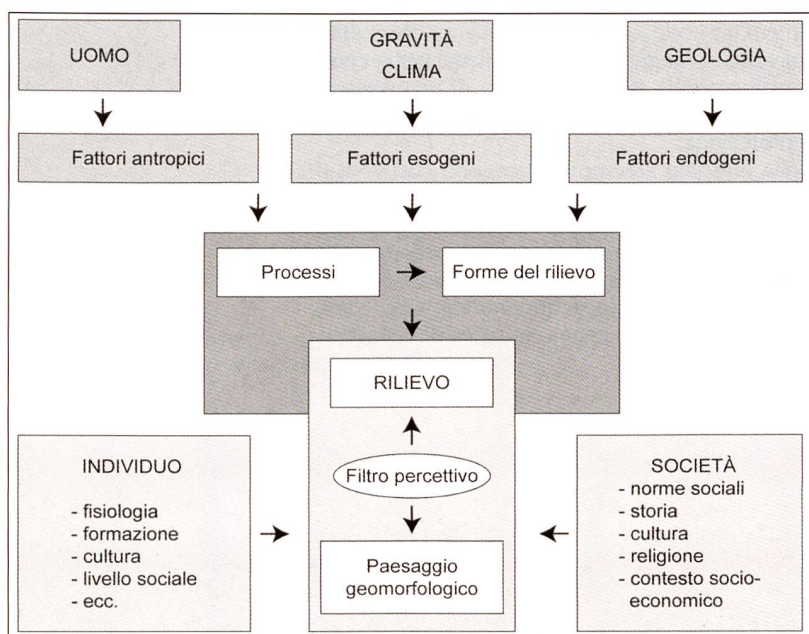 UOMO
GRAVITÀ
CLIMA
GEOLOGIA
Fattori antropici
Fattori esogeni
Fattori endogeni
Processi
Forme del rilievo
RILIEVO
Filtro percettivo
Paesaggio
geomorfologico
INDIVIDUO
- fisiologia
- formazione
- cultura
- livello sociale
- ecc.
SOCIETÀ
- norme sociali
- storia
- cultura
- religione
- contesto socio-
economico